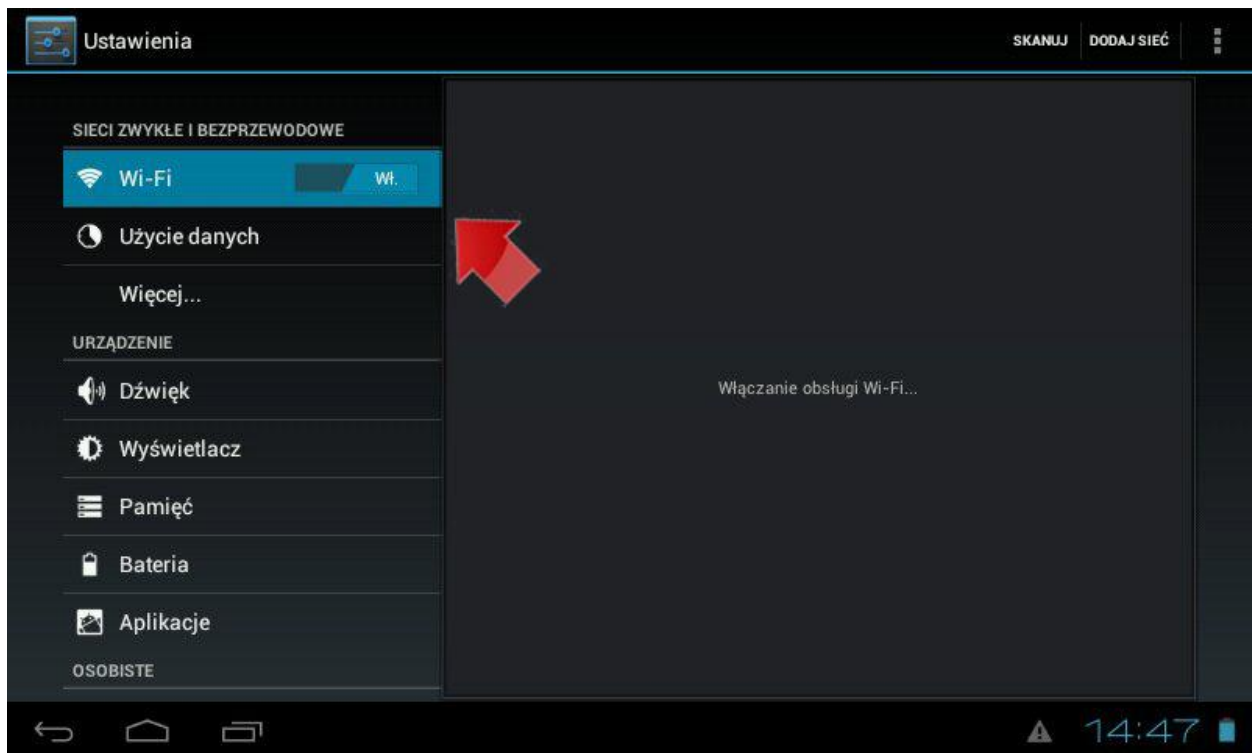 Ustawienia
SKANUJ DODAJ SIEĆ
SIECI ZWYKŁE I BEZPRZEWODOWE
Wi-Fi WŁ.
Użycie danych
Więcej...
URZĄDZENIE
Dźwięk
Włączanie obsługi Wi-Fi...
Wyświetlacz
Pamięć
Bateria
Aplikacje
OSOBISTE
14:47